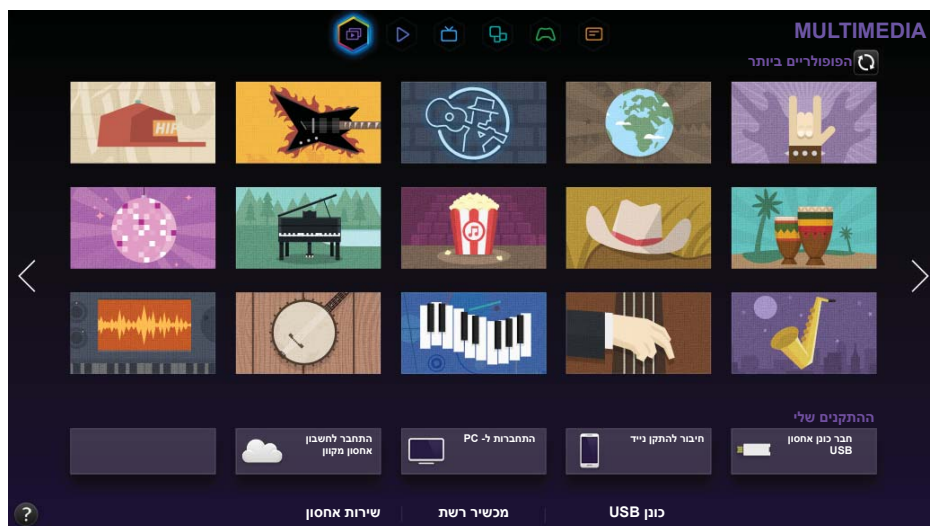 MULTIMEDIA
הפופולריים ביותר
HIP
ההתקנים שלי
חבר כונן אחסון
USB
חיבור להתקן נייד
התחברות ל- PC
התחבר לחשבון
אחסון מקוון
כונן USB
מכשיר רשת
שירות אחסון
?